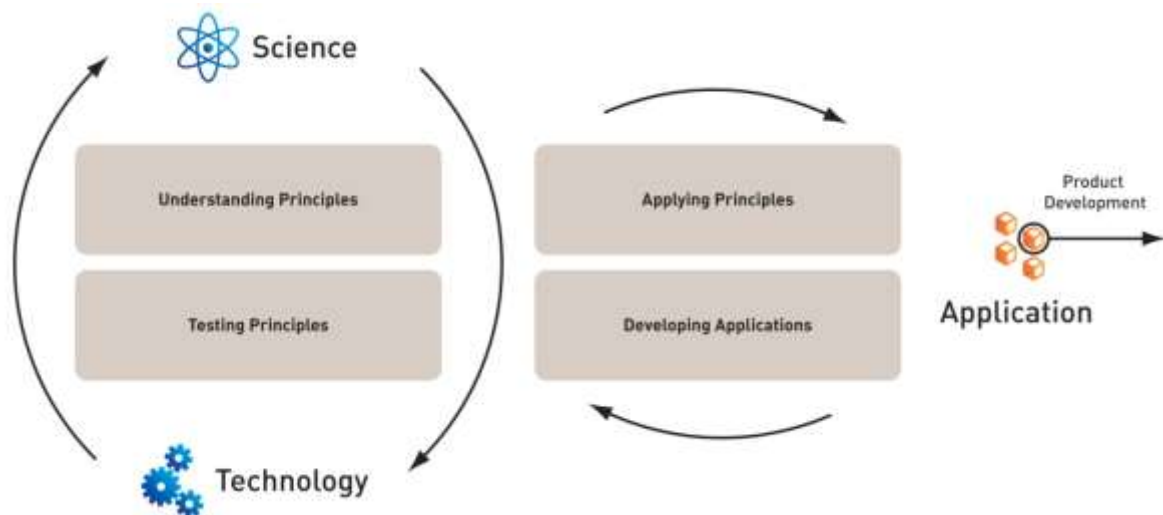 Science
Understanding Principles
Testing Principles
Technology
Applying Principles
Developing Applications
Product
Development
Application